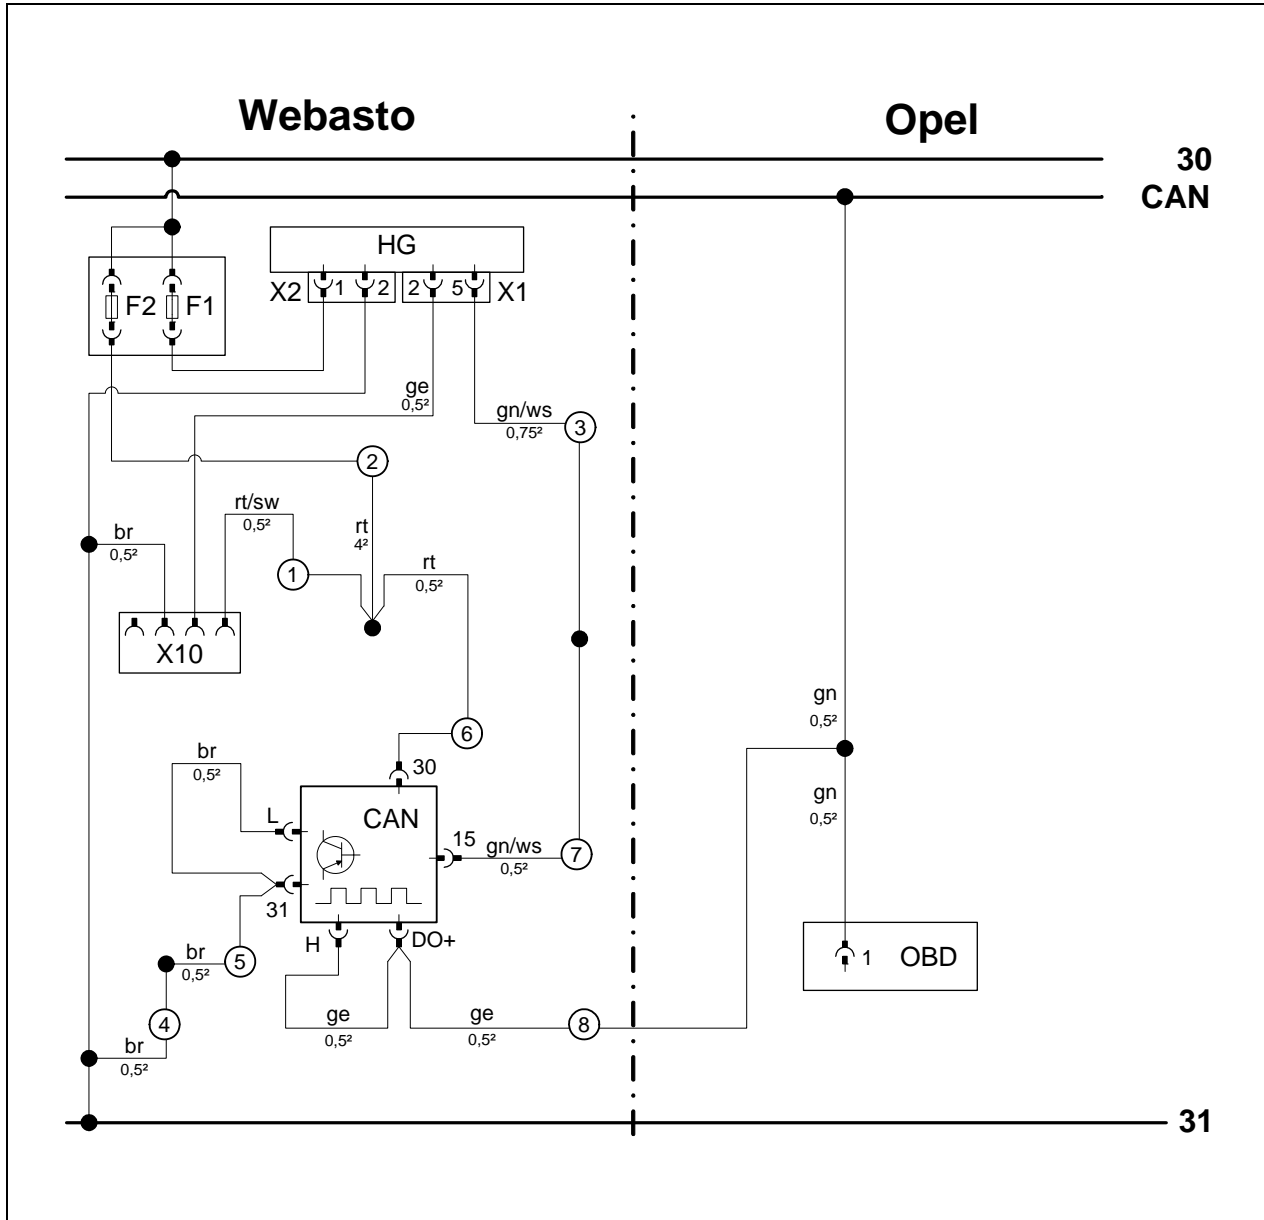 Webasto
Opel
30
CAN
HG
F2
F1
X2
1
2
2
5
X1
ge
0,5²
gn/ws
0,75²
3
2
rt/sw
0,5²
br
0,5²
rt
4²
1
rt
0,5²
X10
gn
0,5²
6
br
0,5²
30
L
CAN
gn
0,5²
15
gn/ws
0,5²
7
31
H
DO+
br
0,5²
5
1
OBD
4
ge
0,5²
ge
0,5²
8
br
0,5²
31